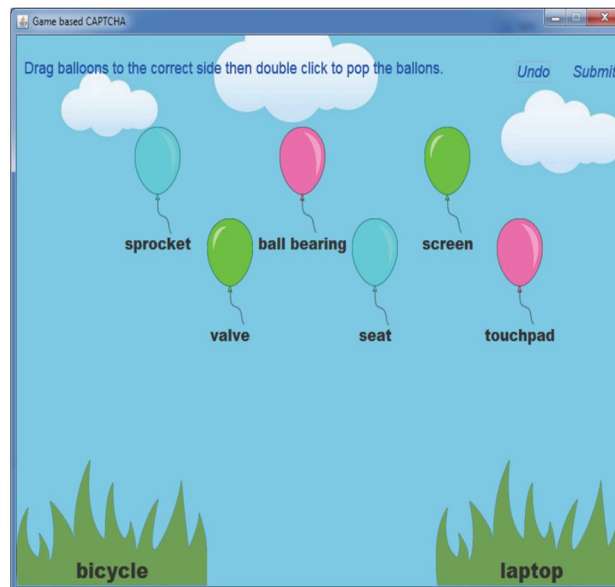 Game based CAPTCHA
Drag balloons to the correct side then double click to pop the ballons.
Undo Submit
sprocket ball bearing screen
valve seat touchpad
bicycle laptop